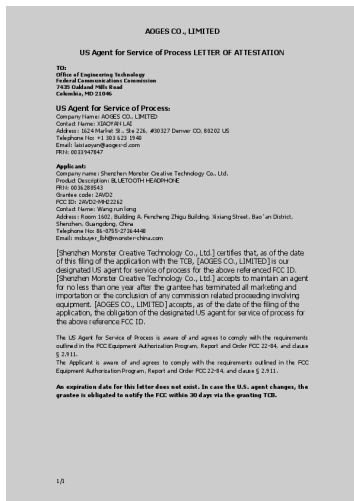 AOGES CO., LIMITED
US Agent for Service of Process LETTER OF ATTESTATION
TO:
Office of Engineering Technology
Federal Communications Commission
7435 Oakland Mills Road
Columbia, MD 21046
US Agent for Service of Process:
Company Name: AOGES CO., LIMITED
Contact Name: XIAOYAN LAI
Address: 1624 Market St., Ste 226, #30327 Denver CO, 80202 US
Telephone No: +1 303 623 1948
Email: laixiaoyan@aoges-cl.com
FRN: 0033947847
Applicant:
Company name: Shenzhen Monster Creative Technology Co., Ltd.
Product Description: BLUETOOTH HEADPHONE
FRN: 0036280543
Grantee code: 2AVD2
FCC ID: 2AVD2-MH22262
Contact Name: Wang run long
Address: Room 1602, Building A, Fencheng Zhigu Building, Xixiang Street, Bao'an District,
Shenzhen, Guangdong, China
Telephone No: 86-0755-27364448
Email: msbuyer_lbh@monster-china.com
[Shenzhen Monster Creative Technology Co., Ltd.] certifies that, as of the date
of this filing of the application with the TCB, [AOGES CO., LIMITED] is our
designated US agent for service of process for the above referenced FCC ID.
[Shenzhen Monster Creative Technology Co., Ltd.] accepts to maintain an agent
for no less than one year after the grantee has terminated all marketing and
importation or the conclusion of any commission related proceeding involving
equipment. [AOGES CO., LIMITED] accepts, as of the date of the filing of the
application, the obligation of the designated US agent of service of process for
the above reference FCC ID.
The US Agent for Service of Process is aware of and agrees to comply with the requirements
outlined in the FCC Equipment Authorization Program, Report and Order FCC 22-84, and clause
§ 2.911.
The Applicant is aware of and agrees to comply with the requirements outlined in the FCC
Equipment Authorization Program, Report and Order FCC 22-84, and clause § 2.911.
An expiration date for this letter does not exist. In case the U.S. agent changes, the
grantee is obligated to notify the FCC within 30 days via the granting TCB.
1/1